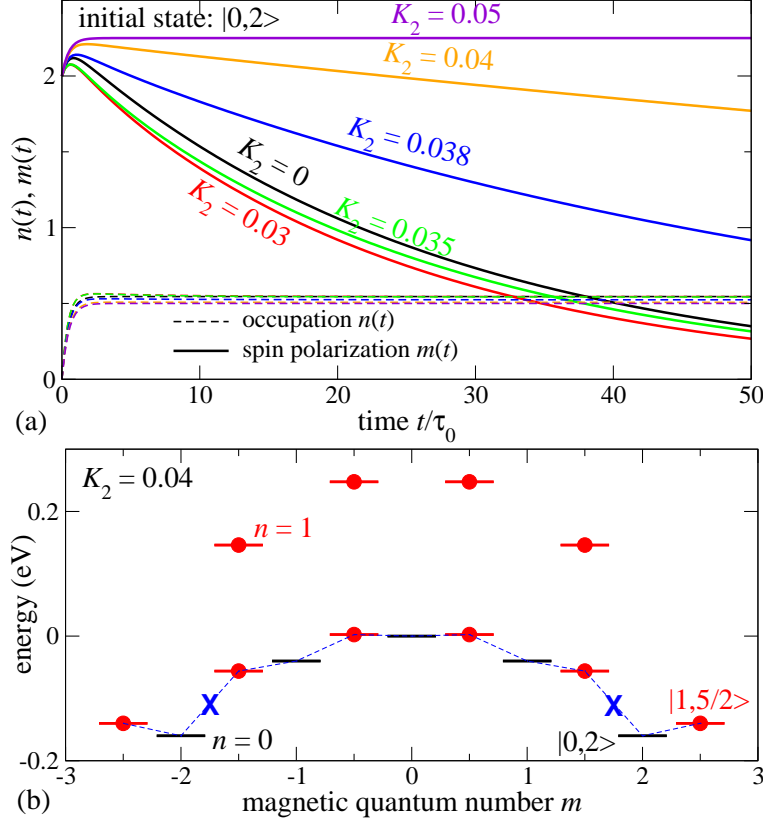 initial state: |0,2>
K₂ = 0.05
K₂ = 0.04
K₂ = 0.038
K₂ = 0
K₂ = 0.035
K₂ = 0.03
n(t), m(t)
2
1
0
occupation n(t)
spin polarization m(t)
0 10 20 30 40 50
(a) time t/τ₀
K₂ = 0.04
n = 1
energy (eV)
0.2
0
-0.2
X X
|1,5/2>
n = 0 |0,2>
-3 -2 -1 0 1 2 3
(b) magnetic quantum number m